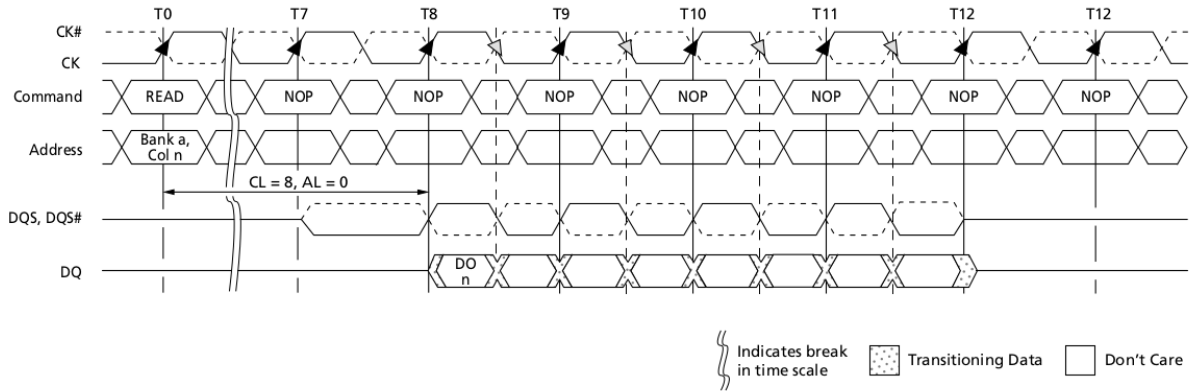 T0 T7 T8 T9 T10 T11 T12 T12
CK#
CK
Command READ NOP NOP NOP NOP NOP NOP NOP
Address Bank a,
Col n
CL = 8, AL = 0
DQS, DQS#
DQ DO
n
Indicates break
in time scale
Transitioning Data
Don't Care